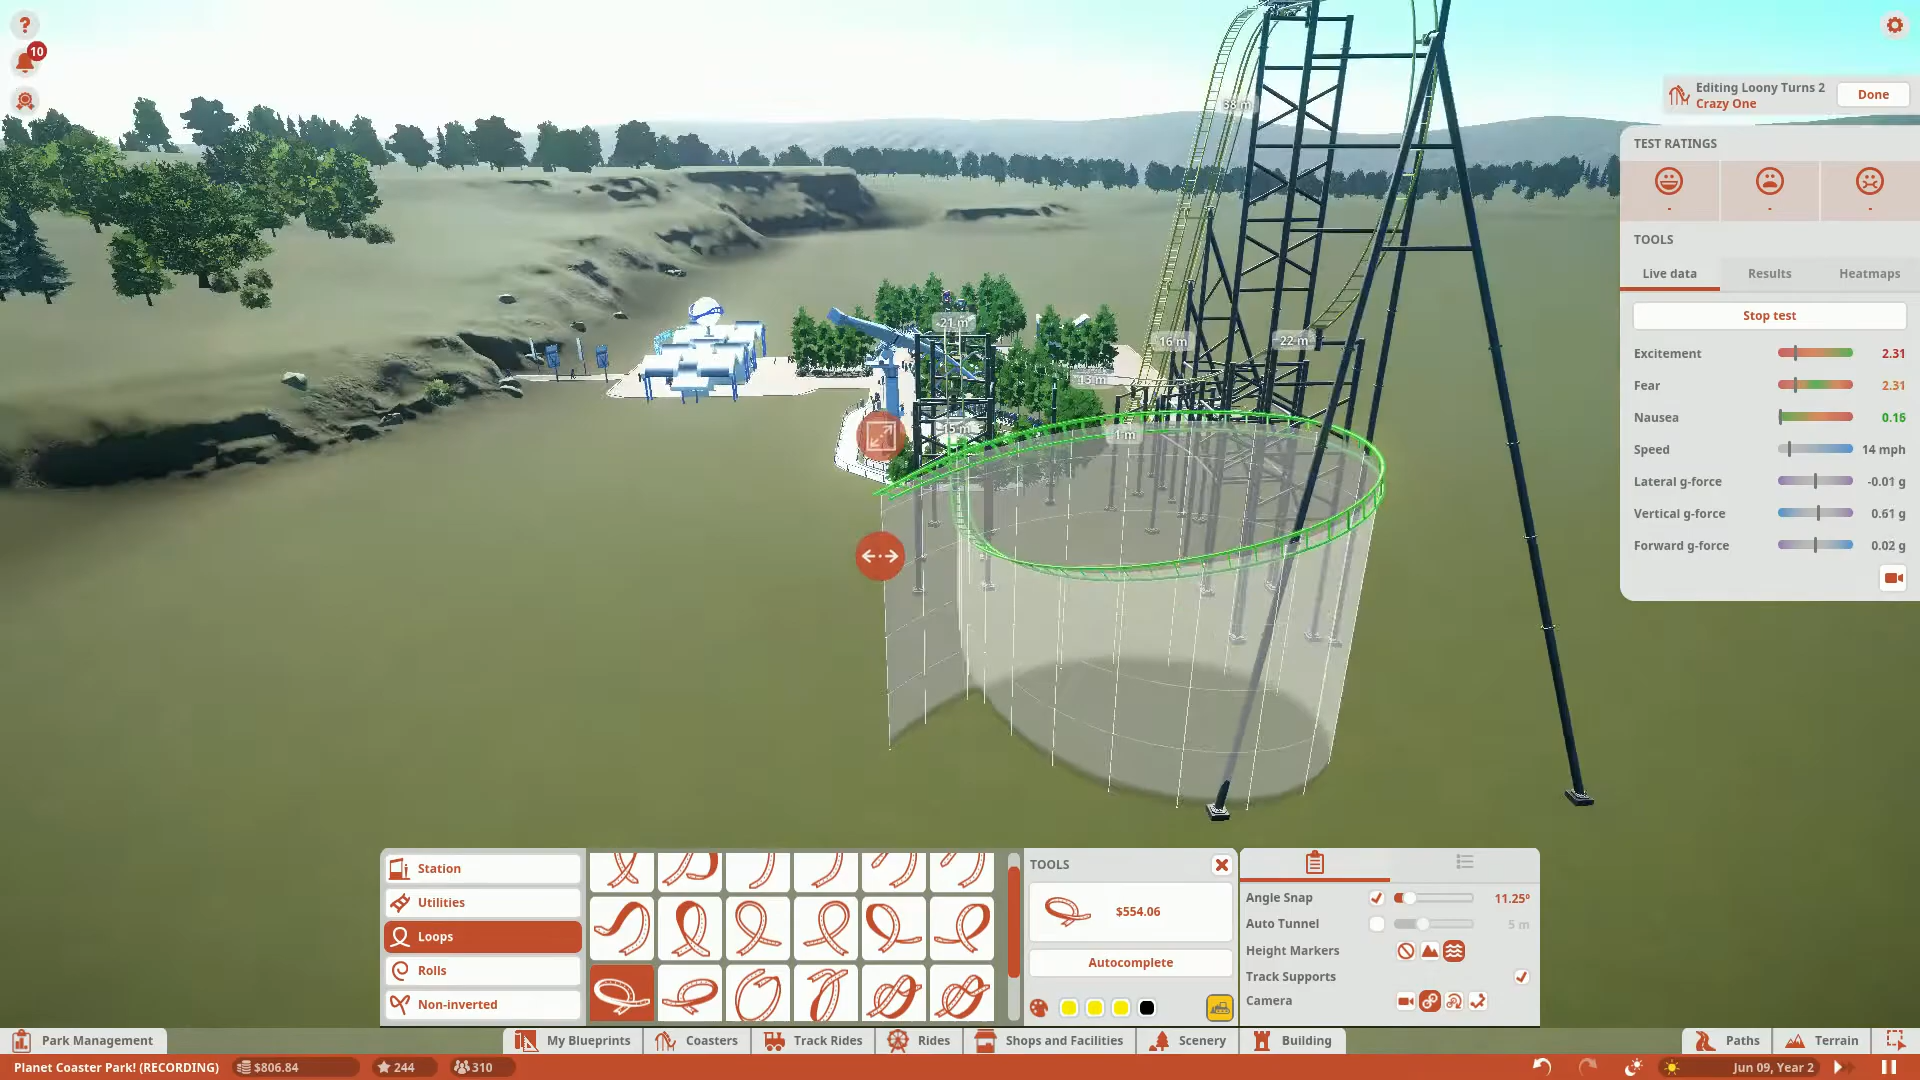 ?
10
Editing Loony Turns 2
Crazy One
Done
TEST RATINGS
- - -
TOOLS
Live data Results Heatmaps
Stop test
Excitement 2.31
Fear 2.31
Nausea 0.16
Speed 14 mph
Lateral g-force -0.01 g
Vertical g-force 0.61 g
Forward g-force 0.02 g
38 m
21 m
16 m
22 m
13 m
15 m
1 m
Station
Utilities
Loops
Rolls
Non-inverted
TOOLS
$554.06
Autocomplete
Angle Snap 11.25º
Auto Tunnel 5 m
Height Markers
Track Supports
Camera
Park Management
My Blueprints
Coasters
Track Rides
Rides
Shops and Facilities
Scenery
Building
Paths
Terrain
Planet Coaster Park! (RECORDING)
$806.84
244
310
Jun 09, Year 2